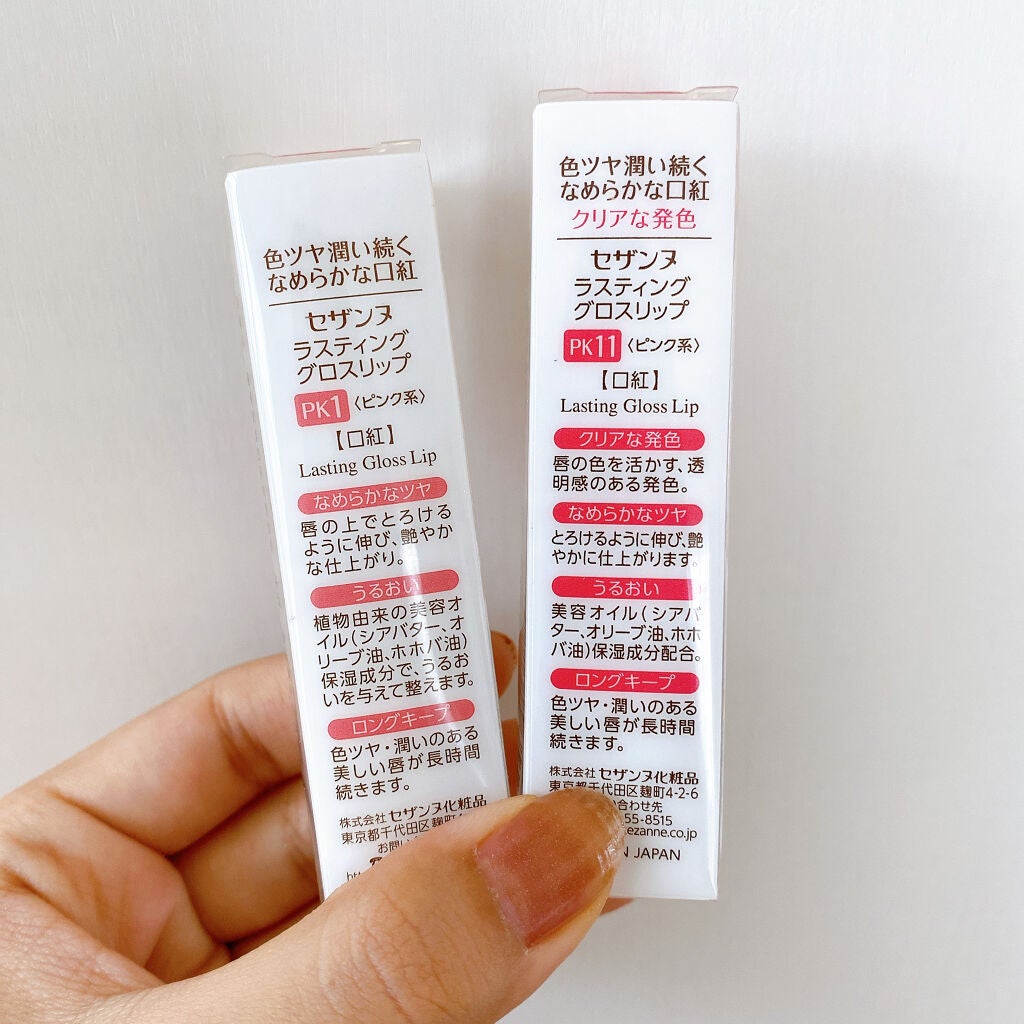 色ツヤ潤い続く
なめらかな口紅
セザンヌ
ラスティング
グロスリップ
PK1 〈ピンク系〉
【口紅】
Lasting Gloss Lip
なめらかなツヤ
唇の上でとろける
ように伸び、艶やか
な仕上がり。
うるおい
植物由来の美容オ
イル(シアバター、オ
リーブ油、ホホバ油)
保湿成分で、うるお
いを与えて整えます。
ロングキープ
色ツヤ・潤いのある
美しい唇が長時間
続きます。
株式会社 セザンヌ化粧品
東京都千代田区麹町
お問い
色ツヤ潤い続く
なめらかな口紅
クリアな発色
セザンヌ
ラスティング
グロスリップ
PK11 〈ピンク系〉
【口紅】
Lasting Gloss Lip
クリアな発色
唇の色を活かす、透
明感のある発色。
なめらかなツヤ
とろけるように伸び、艶
やかに仕上がります。
うるおい
美容オイル(シアバ
ター、オリーブ油、ホホ
バ油)保湿成分配合。
ロングキープ
色ツヤ・潤いのある
美しい唇が長時間
続きます。
株式会社 セザンヌ化粧品
東京都千代田区麹町4-2-6
い合わせ先
55-8515
ezanne.co.jp
N JAPAN